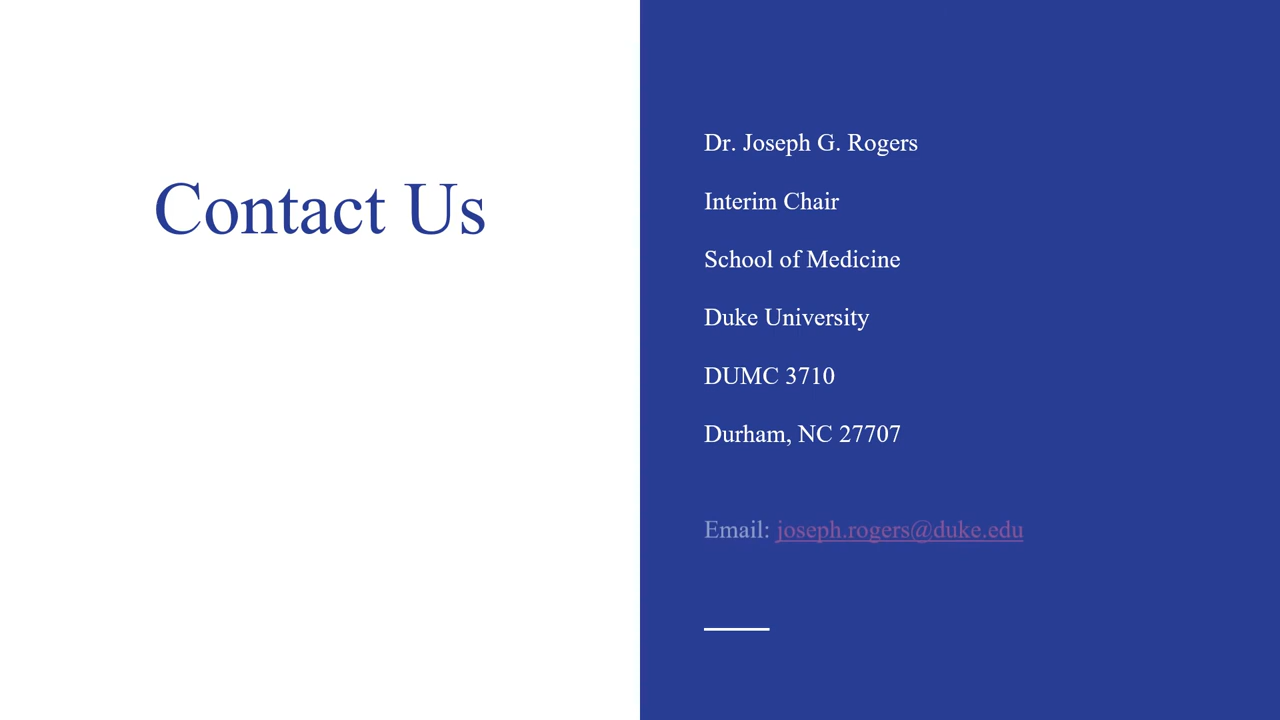 Contact Us
Dr. Joseph G. Rogers
Interim Chair
School of Medicine
Duke University
DUMC 3710
Durham, NC 27707
Email: joseph.rogers@duke.edu